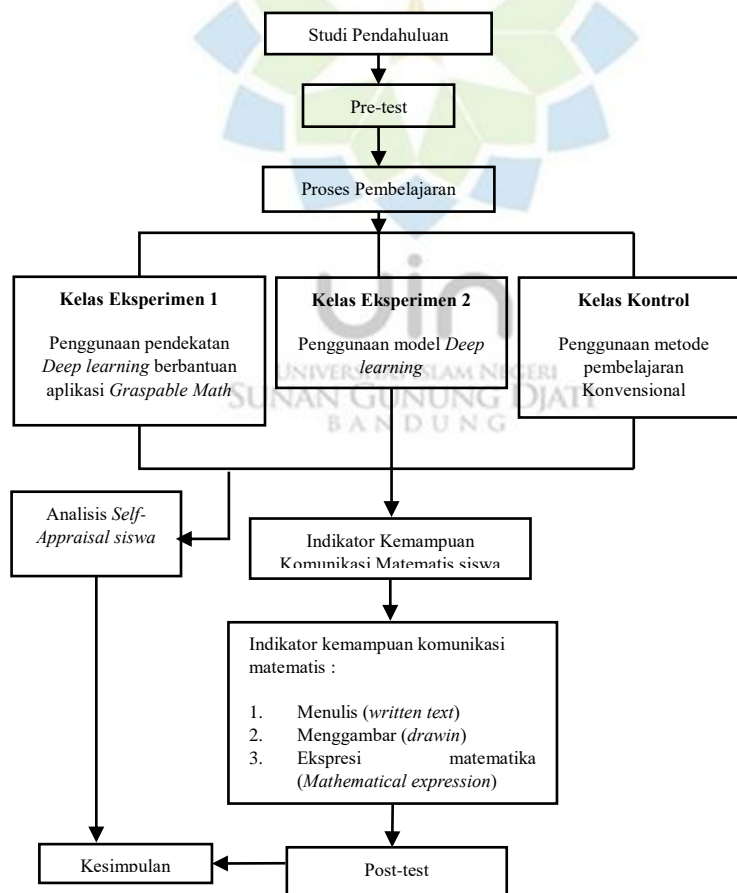 Studi Pendahuluan
Pre-test
Proses Pembelajaran
Kelas Eksperimen 1
Penggunaan pendekatan
Deep learning berbantuan
aplikasi Graspable Math
Kelas Eksperimen 2
Penggunaan model Deep
learning
Kelas Kontrol
Penggunaan metode
pembelajaran
Konvensional
uin
UNIVERSITAS ISLAM NEGERI
SUNAN GUNUNG DJATI
BANDUNG
Analisis Self-
Appraisal siswa
Indikator Kemampuan
Komunikasi Matematis siswa
Indikator kemampuan komunikasi
matematis :
1. Menulis (written text)
2. Menggambar (drawin)
3. Ekspresi matematika
(Mathematical expression)
Kesimpulan
Post-test